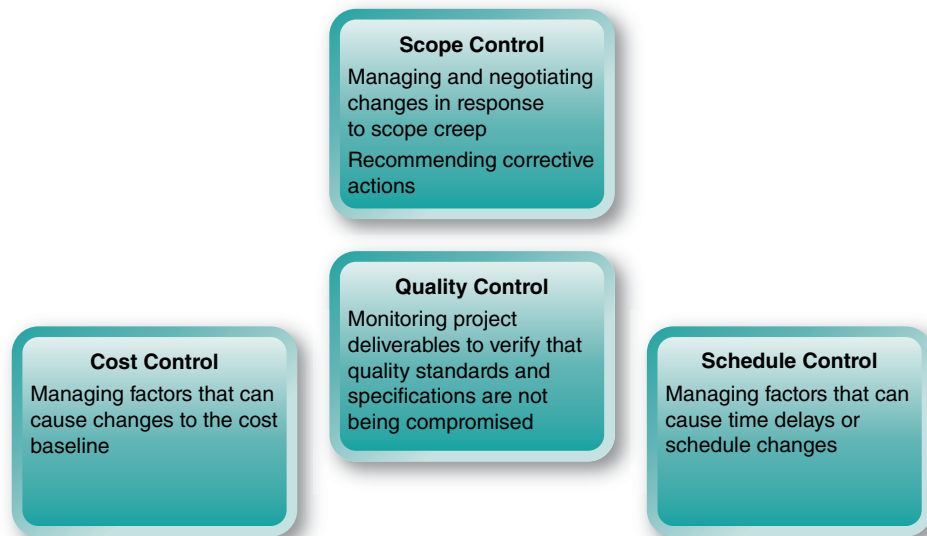 Scope Control
Managing and negotiating
changes in response
to scope creep
Recommending corrective
actions
Quality Control
Monitoring project
deliverables to verify that
quality standards and
specifications are not
being compromised
Cost Control
Managing factors that can
cause changes to the cost
baseline
Schedule Control
Managing factors that can
cause time delays or
schedule changes